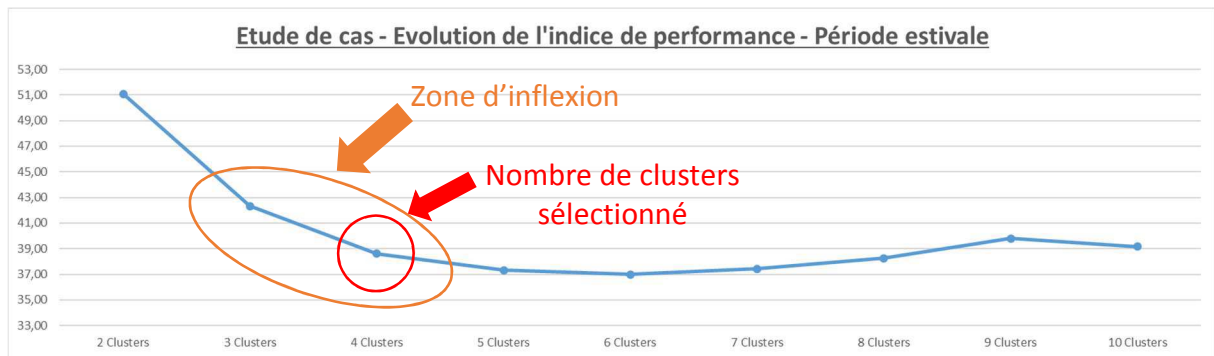 Etude de cas - Evolution de l'indice de performance - Période estivale
53,00
51,00
49,00
47,00
45,00
43,00
41,00
39,00
37,00
35,00
33,00
Zone d’inflexion
Nombre de clusters
sélectionné
2 Clusters
3 Clusters
4 Clusters
5 Clusters
6 Clusters
7 Clusters
8 Clusters
9 Clusters
10 Clusters